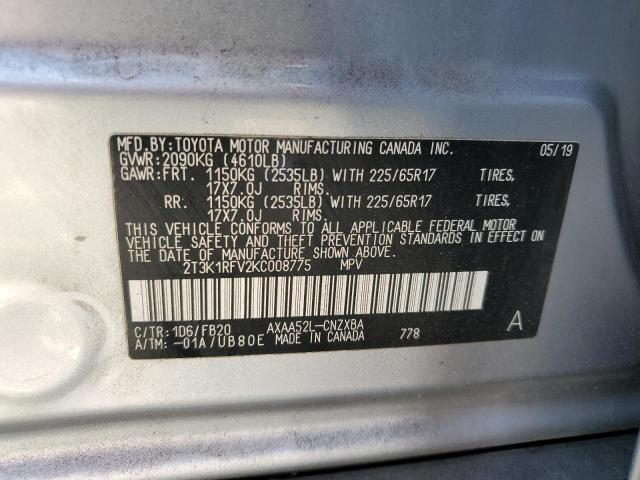 MFD.BY:TOYOTA MOTOR MANUFACTURING CANADA INC. 05/19
GVWR:2090KG (4610LB)
GAWR:FRT. 1150KG (2535LB) WITH 225/65R17 TIRES,
17X7.0J RIMS.
RR. 1150KG (2535LB) WITH 225/65R17 TIRES,
17X7.0J RIMS.
THIS VEHICLE CONFORMS TO ALL APPLICABLE FEDERAL MOTOR
VEHICLE SAFETY AND THEFT PREVENTION STANDARDS IN EFFECT ON
THE DATE OF MANUFACTURE SHOWN ABOVE.
2T3K1RFV2KC008775 MPV
C/TR:1D6/FB20 AXAA52L-CNZXBA A
A/TM:-01A/UB80E MADE IN CANADA 778